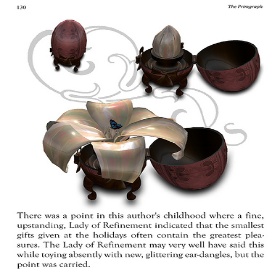 130 The Primgraph
There was a point in this author's childhood where a fine,
upstanding, Lady of Refinement indicated that the smallest
gifts given at the holidays often contain the greatest plea-
sures. The Lady of Refinement may very well have said this
while toying absently with new, glittering ear-dangles, but the
point was carried.